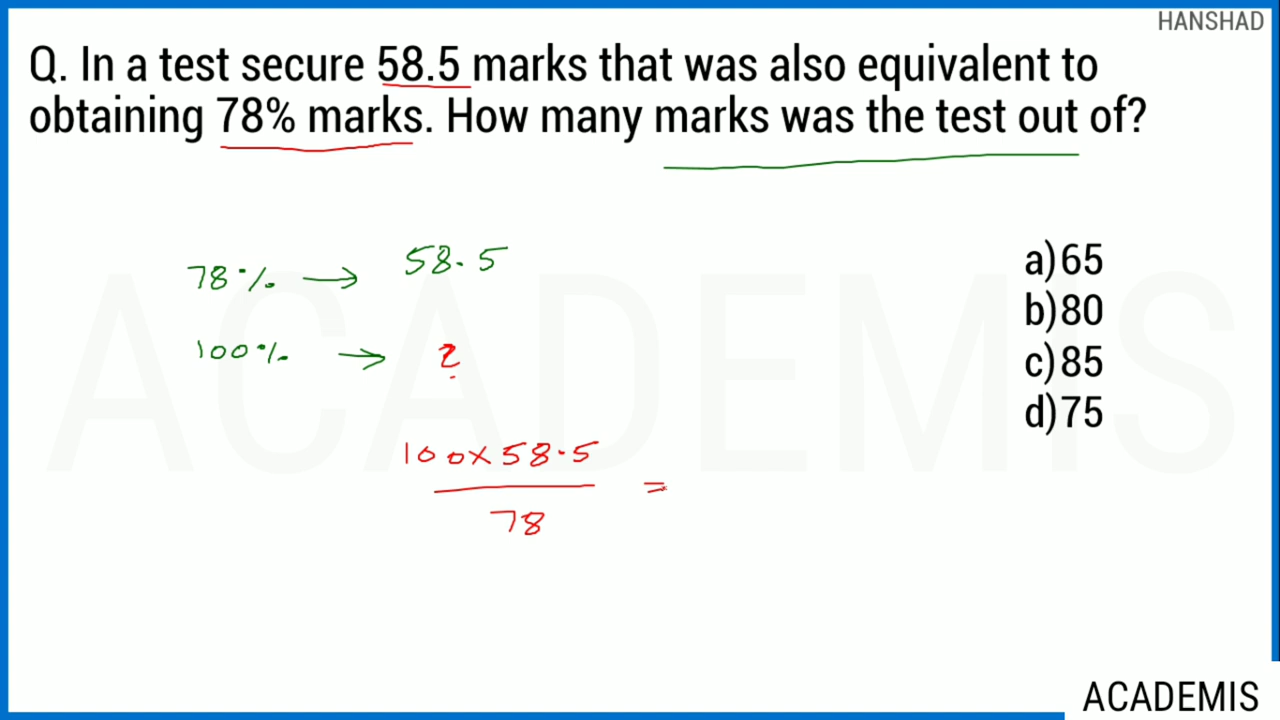 HANSHAD
Q. In a test secure 58.5 marks that was also equivalent to
obtaining 78% marks. How many marks was the test out of?
78% → 58.5
100% → ?
100×58.5
78
=
a)65
b)80
c)85
d)75
ACADEMIS
ACADEMIS